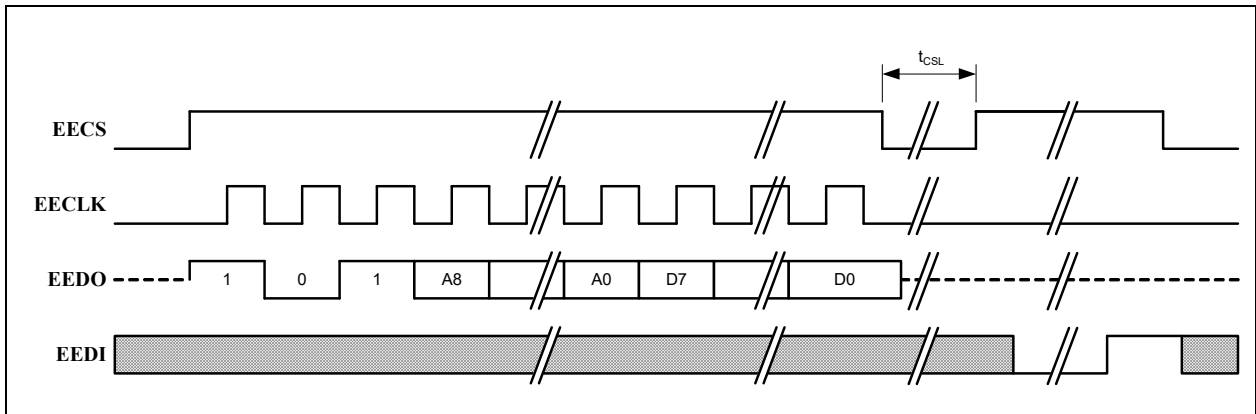 tCSL
EECS
EECLK
EEDO 1 0 1 A8 A0 D7 D0
EEDI